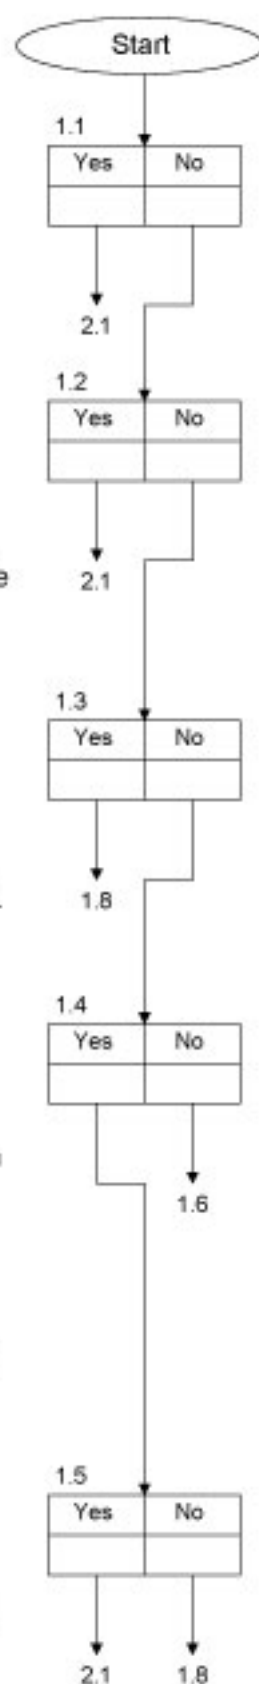 Start
1.1
Yes No
2.1
1.2
Yes No
2.1
e
1.3
Yes No
1.8
1.4
Yes No
1.6
1.5
Yes No
2.1 1.8